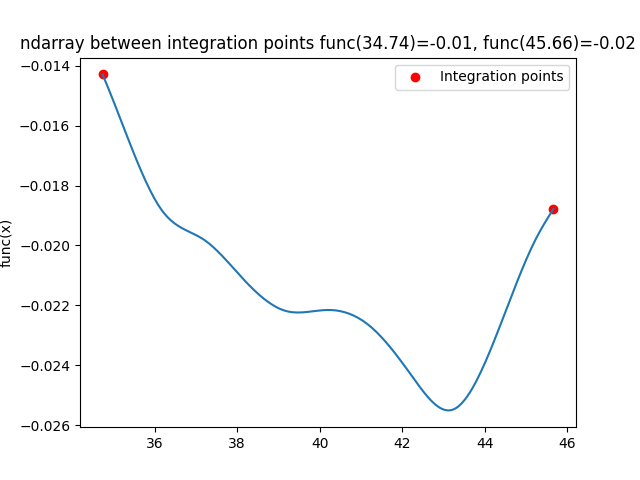 ndarray between integration points func(34.74)=-0.01, func(45.66)=-0.02
Integration points
func(x)
−0.014
−0.016
−0.018
−0.020
−0.022
−0.024
−0.026
36 38 40 42 44 46